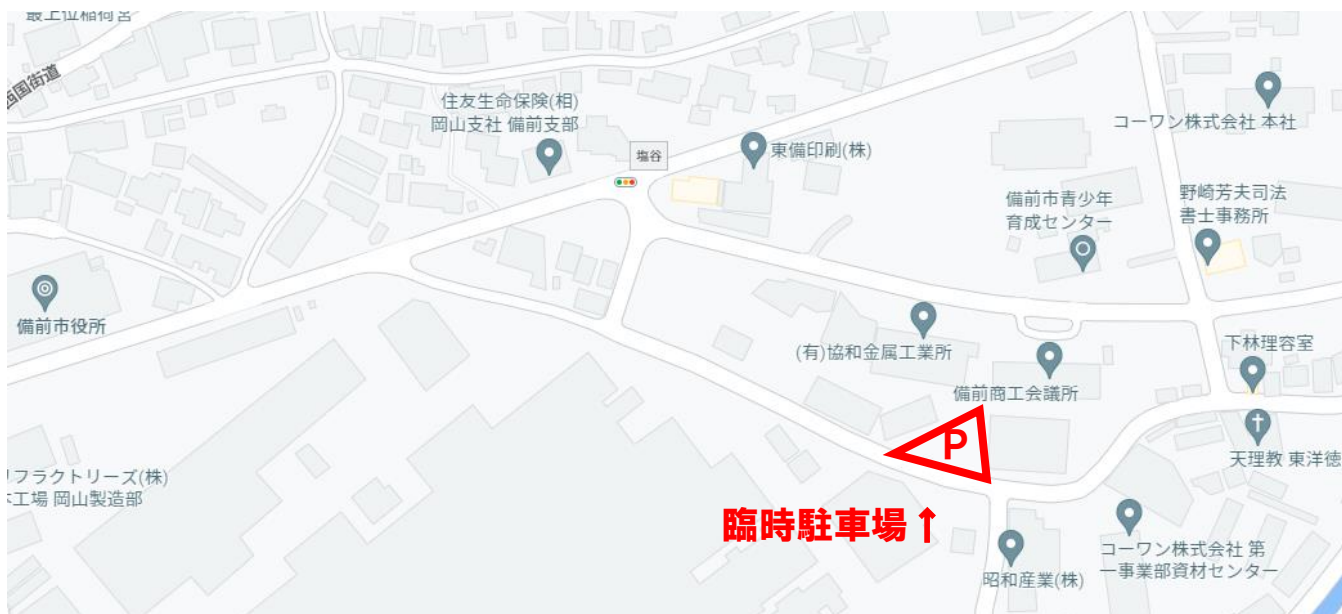 最上位稲荷宮
西国街道
住友生命保険(相)
岡山支社 備前支部
塩谷
東備印刷(株)
コーワン株式会社 本社
備前市青少年
育成センター
野崎芳夫司法
書士事務所
備前市役所
(有)協和金属工業所
備前商工会議所
下林理容室
P
天理教 東洋徳
リフラクトリーズ(株)
工場 岡山製造部
臨時駐車場↑
昭和産業(株)
コーワン株式会社 第
一事業部資材センター